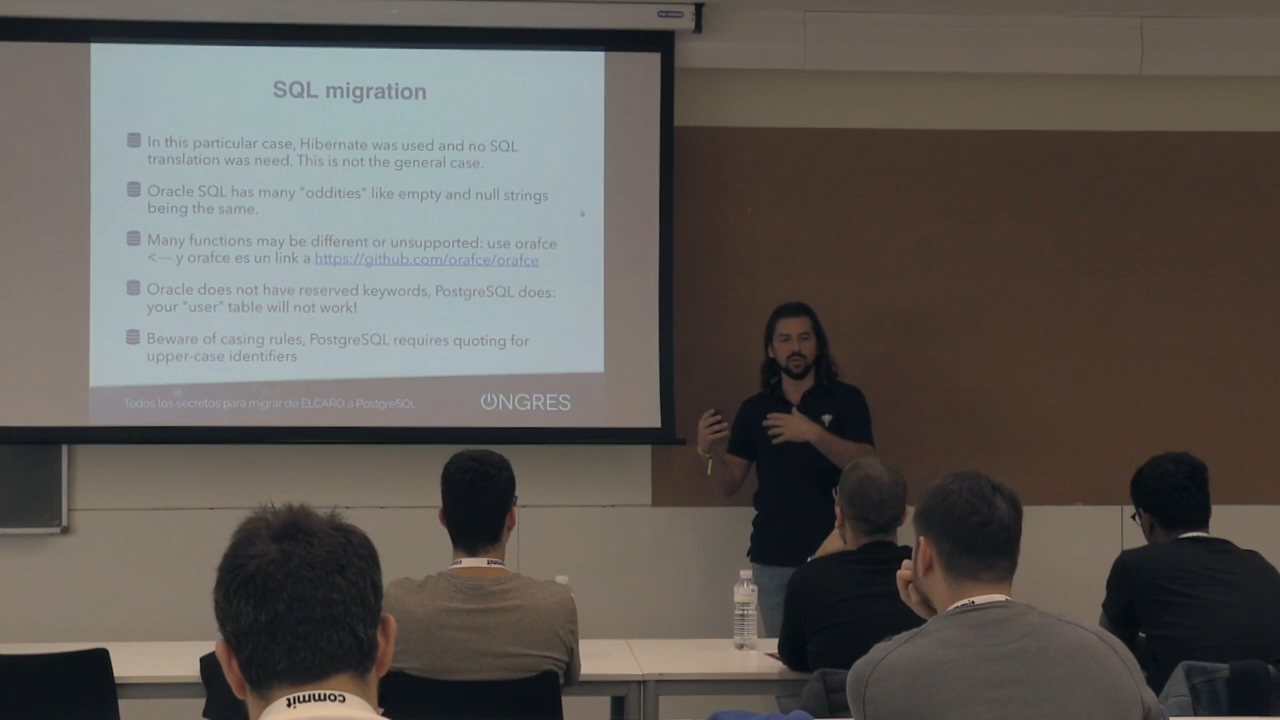 SQL migration
In this particular case, Hibernate was used and no SQL
translation was need. This is not the general case.
Oracle SQL has many "oddities" like empty and null strings
being the same.
Many functions may be different or unsupported: use orafce
<--- y orafce es un link a https://github.com/orafce/orafce
Oracle does not have reserved keywords, PostgreSQL does:
your "user" table will not work!
Beware of casing rules, PostgreSQL requires quoting for
upper-case identifiers
Todos los secretos para migrar de ELCARO a PostgreSQL
ONGRES
commit